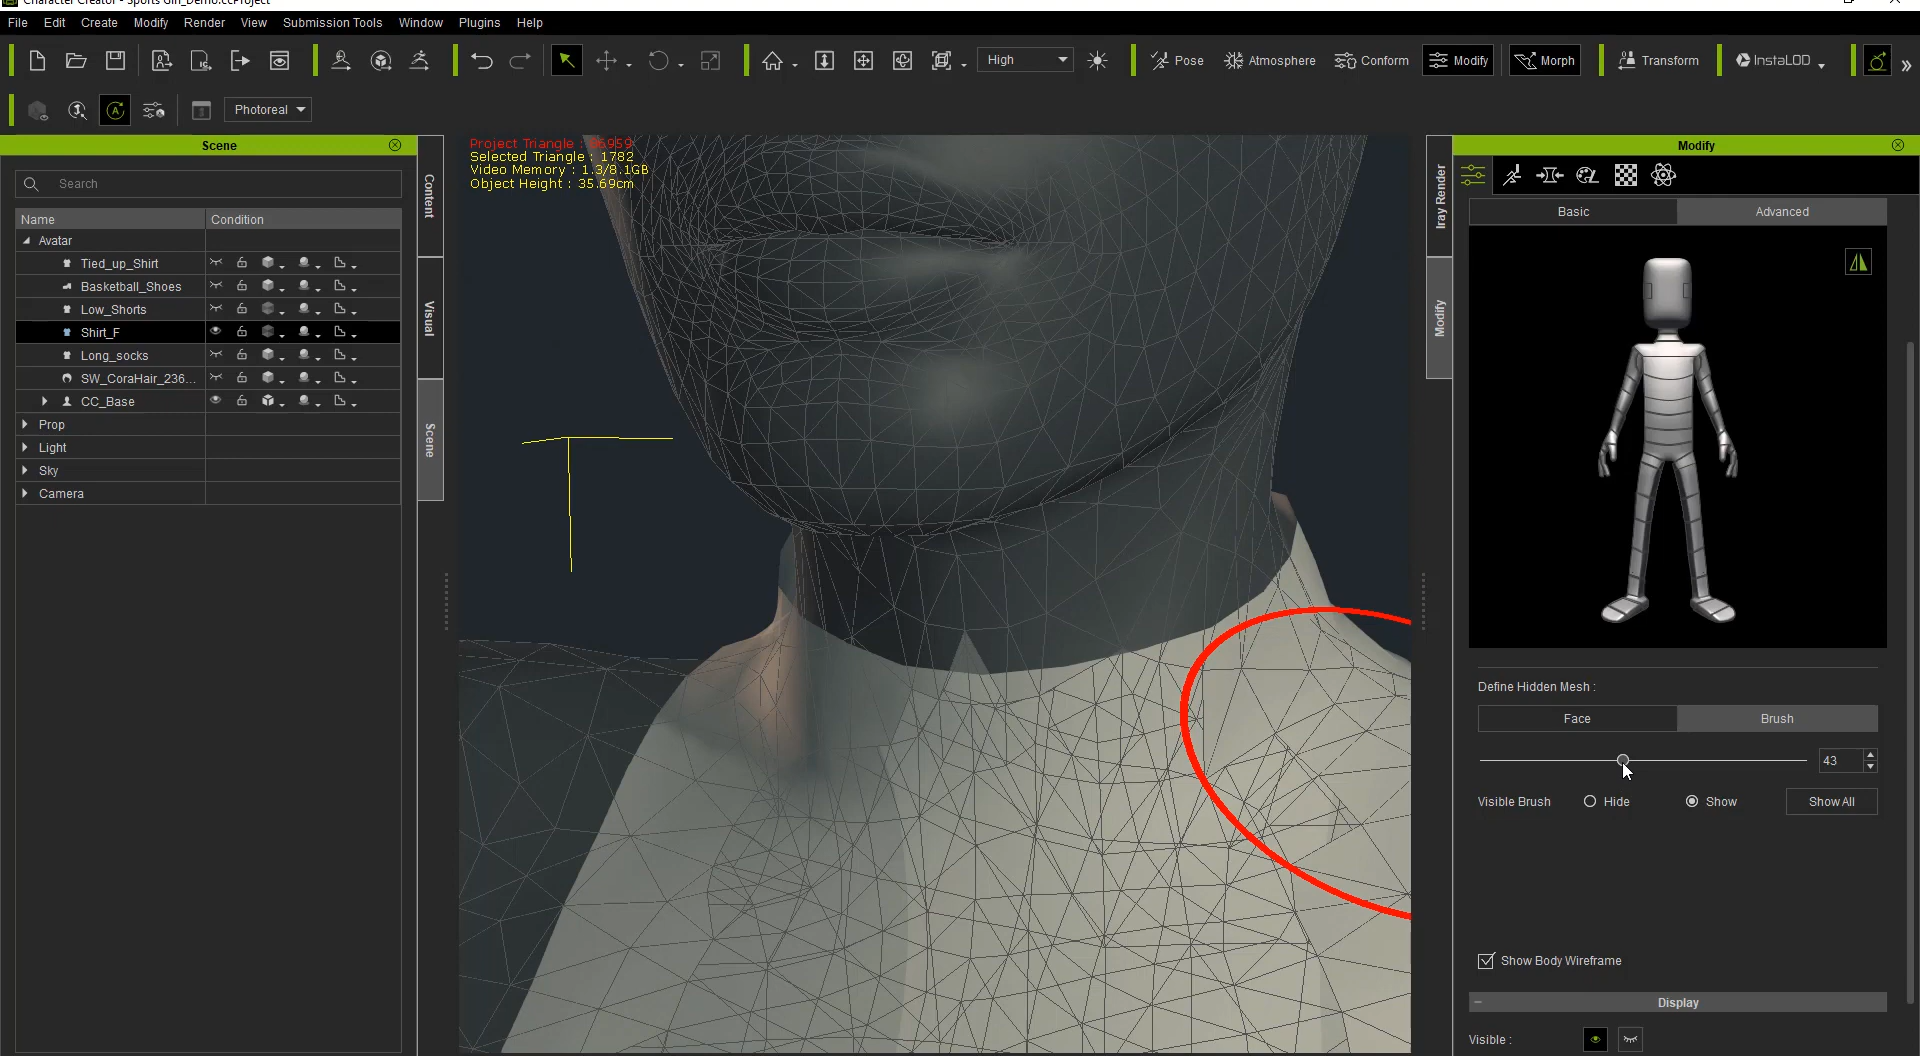 Character Creator - Sports Girl_Demo.ccProject
File Edit Create Modify Render View Submission Tools Window Plugins Help
High Pose Atmosphere Conform Modify Morph Transform InstaLOD
Photoreal
Scene
Search
Name Condition
Avatar
Tied_up_Shirt
Basketball_Shoes
Low_Shorts
Shirt_F
Long_socks
SW_CoraHair_236...
CC_Base
Prop
Light
Sky
Camera
Content
Visual
Scene
Project Triangle : 86959
Selected Triangle : 1782
Video Memory : 1.3/8.1GB
Object Height : 35.69cm
Iray Render
Modify
Modify
Basic Advanced
Define Hidden Mesh :
Face Brush
43
Visible Brush Hide Show Show All
Show Body Wireframe
Display
Visible :